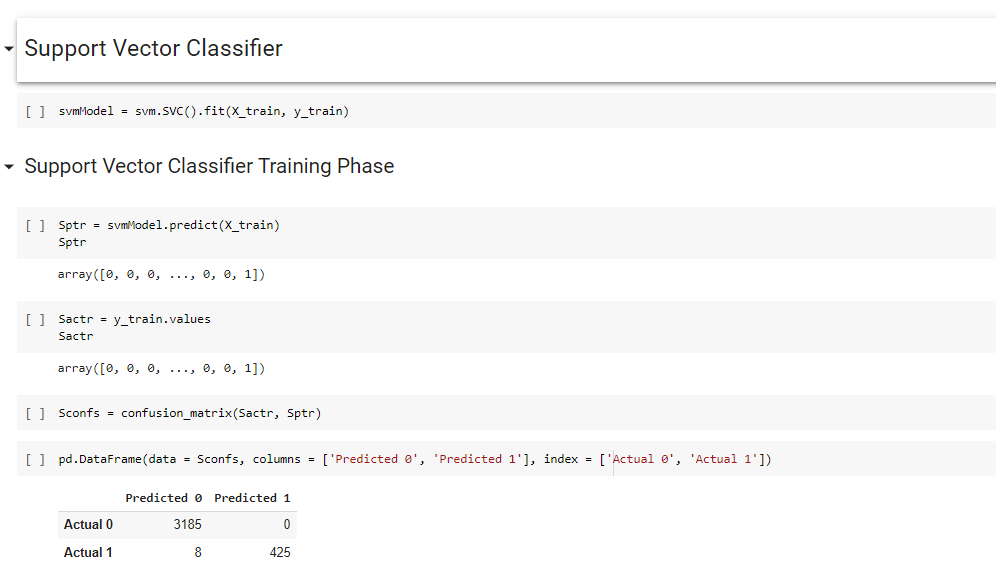 Support Vector Classifier
[ ] svmModel = svm.SVC().fit(X_train, y_train)
Support Vector Classifier Training Phase
[ ] Sptr = svmModel.predict(X_train)
Sptr
array([0, 0, 0, ..., 0, 0, 1])
[ ] Sactr = y_train.values
Sactr
array([0, 0, 0, ..., 0, 0, 1])
[ ] Sconfs = confusion_matrix(Sactr, Sptr)
[ ] pd.DataFrame(data = Sconfs, columns = ['Predicted 0', 'Predicted 1'], index = ['Actual 0', 'Actual 1'])
Predicted 0 Predicted 1
Actual 0 3185 0
Actual 1 8 425